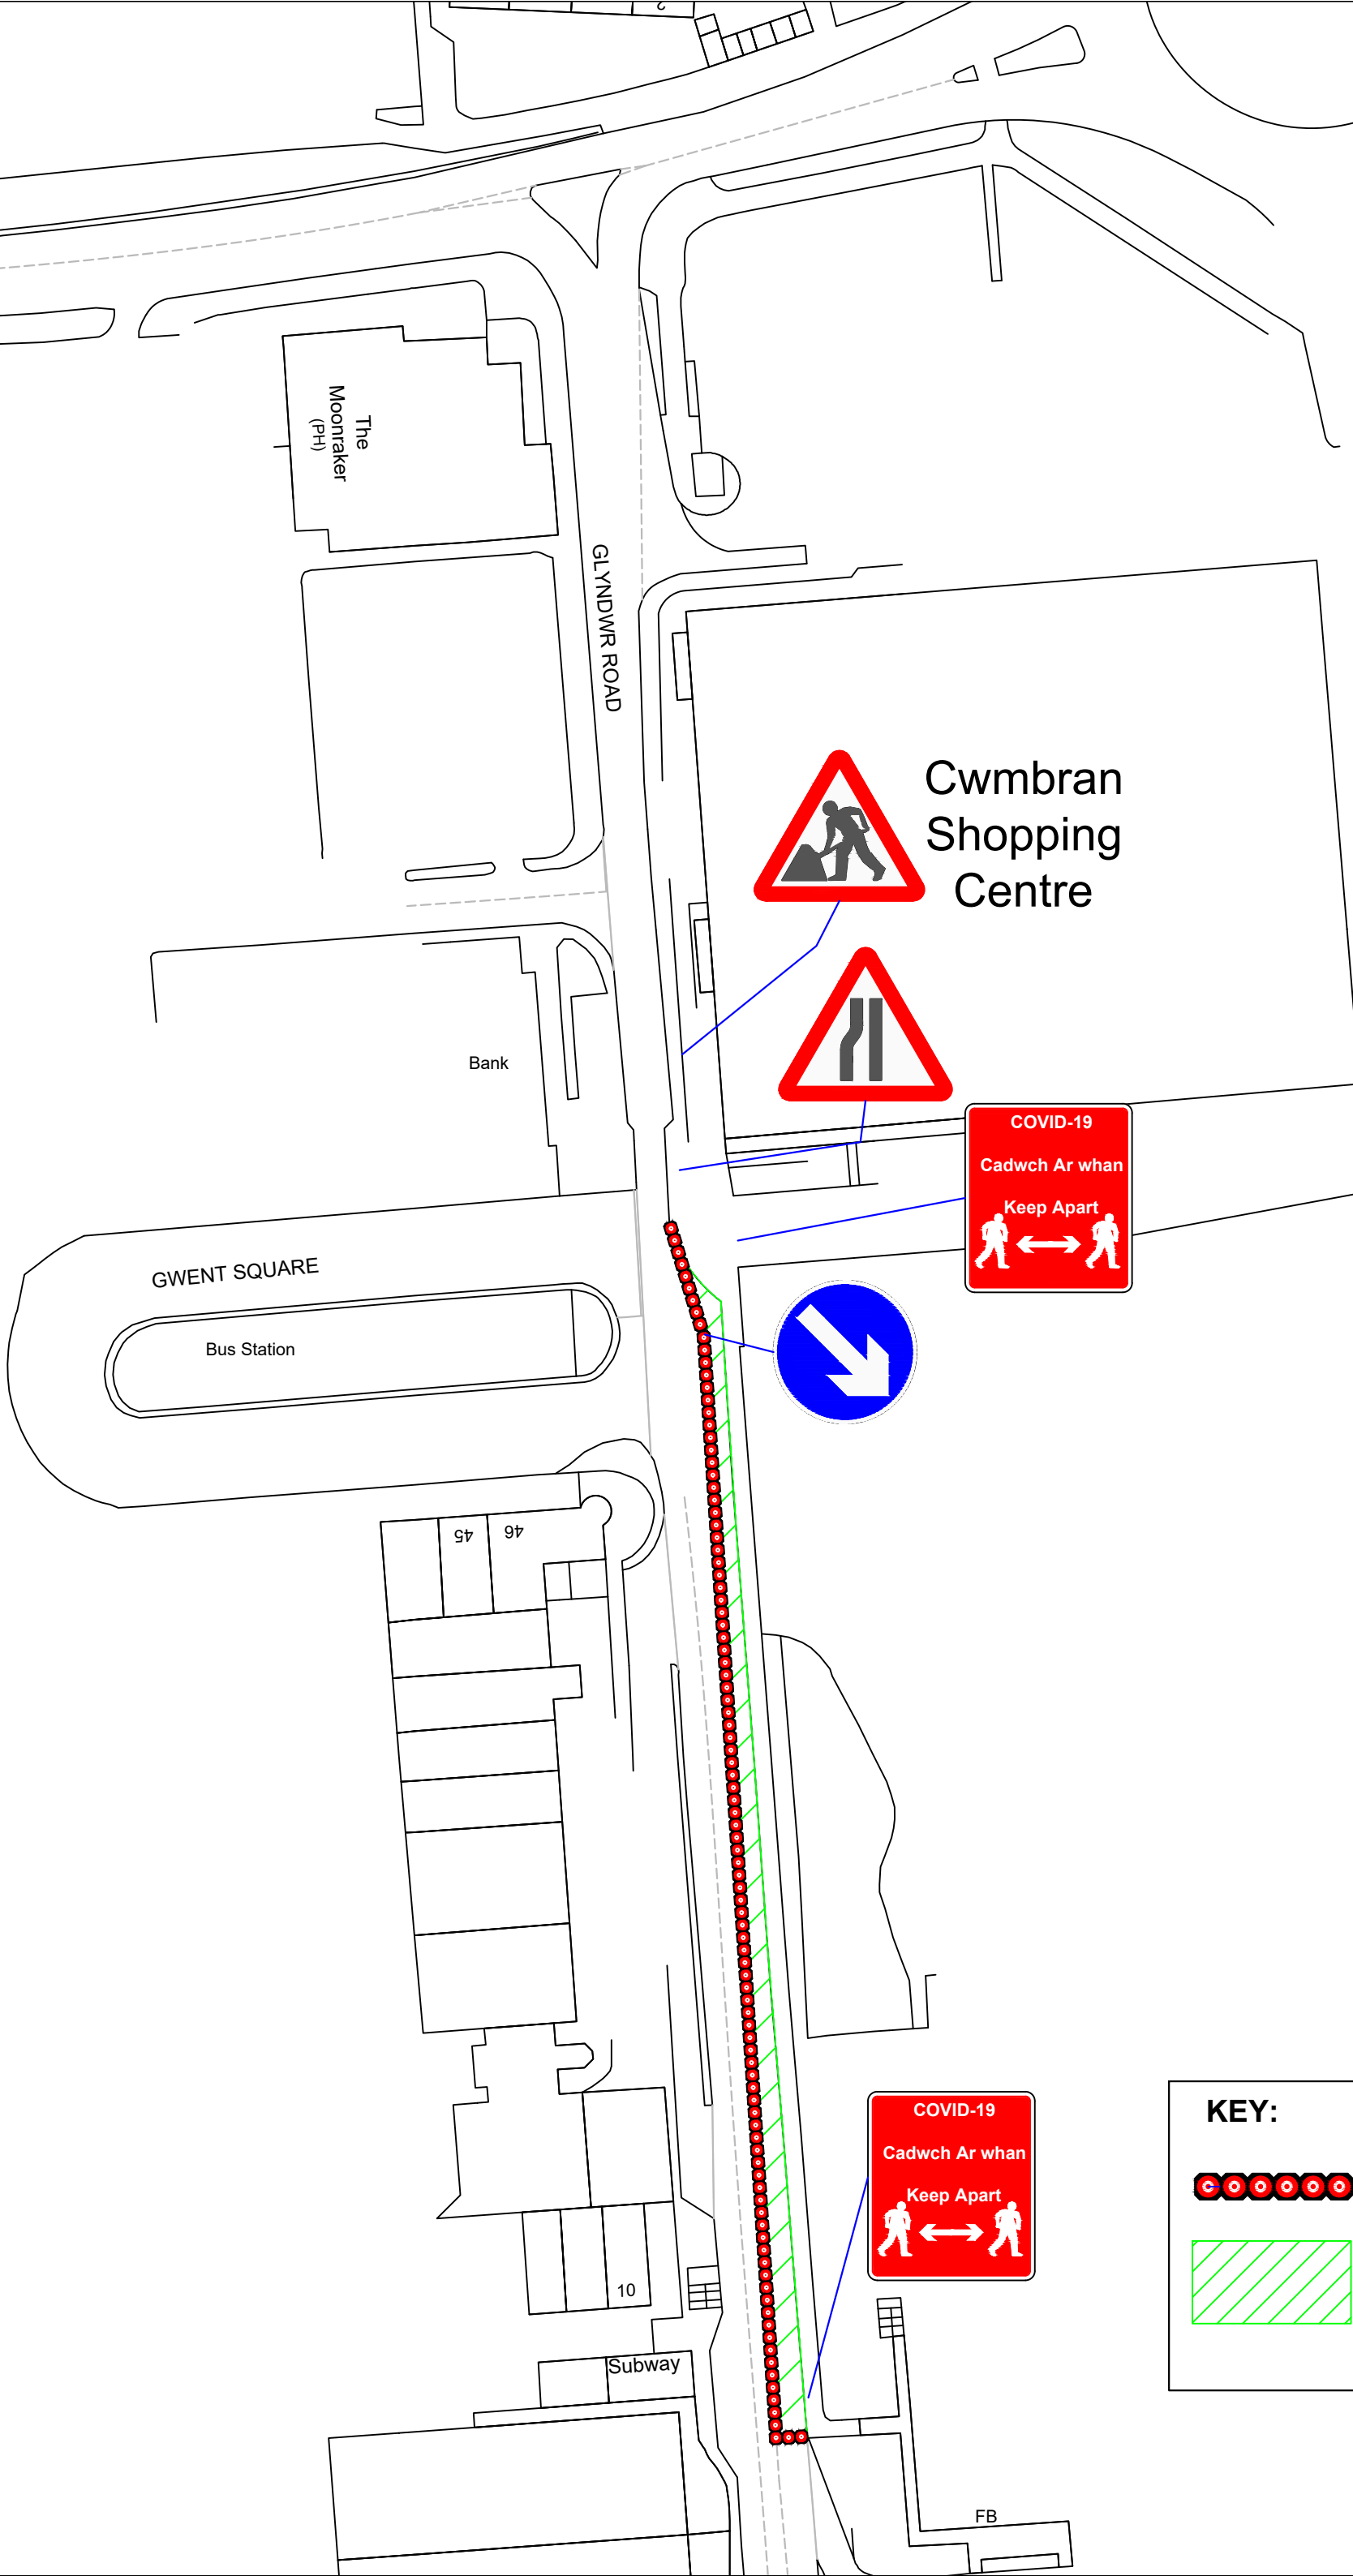 The
Moonraker
(PH)
GLYNDWR ROAD
Cwmbran
Shopping
Centre
Bank
COVID-19
Cadwch Ar whan
Keep Apart
GWENT SQUARE
Bus Station
45
46
COVID-19
Cadwch Ar whan
Keep Apart
KEY:
10
Subway
FB